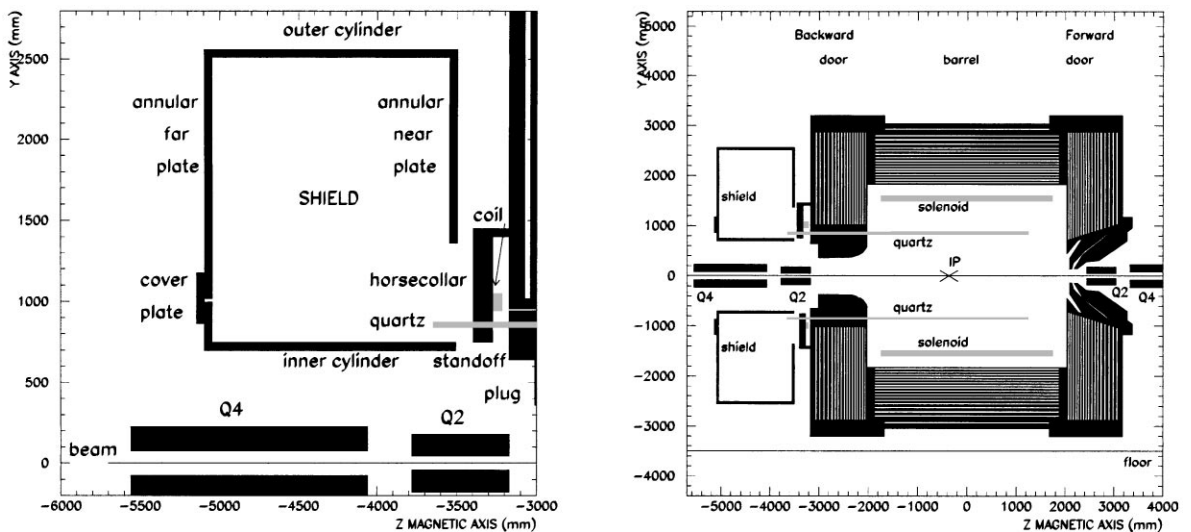 Y AXIS (mm)
2500
2000
1500
1000
500
0
outer cylinder
annular
far
plate
annular
near
plate
SHIELD
coil
cover
plate
horsecollar
quartz
inner cylinder
standoff
plug
Q4
Q2
beam
-6000 -5500 -5000 -4500 -4000 -3500 -3000
Z MAGNETIC AXIS (mm)
Y AXIS (mm)
5000
4000
3000
2000
1000
0
-1000
-2000
-3000
-4000
Backward
door
barrel
Forward
door
shield
solenoid
quartz
IP
Q4
Q2
Q2
Q4
quartz
shield
solenoid
floor
-5000 -4000 -3000 -2000 -1000 0 1000 2000 3000 4000
Z MAGNETIC AXIS (mm)